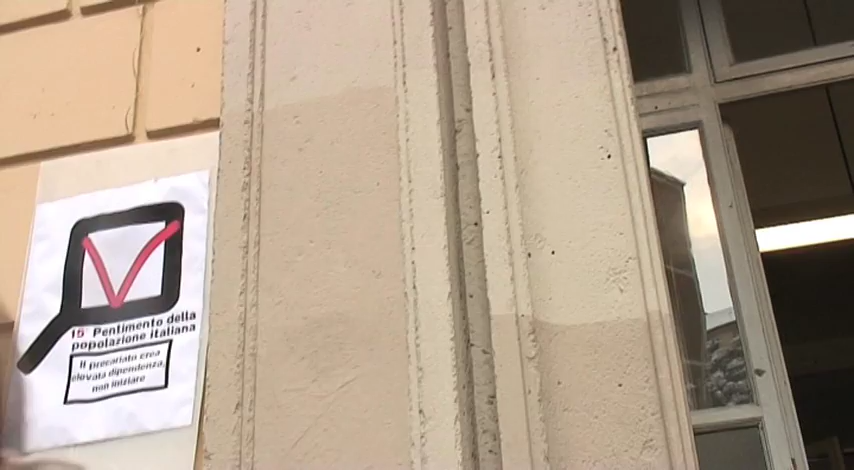 15° Pentimento della
popolazione italiana
Il precariato crea
elevata dipendenza,
non iniziare